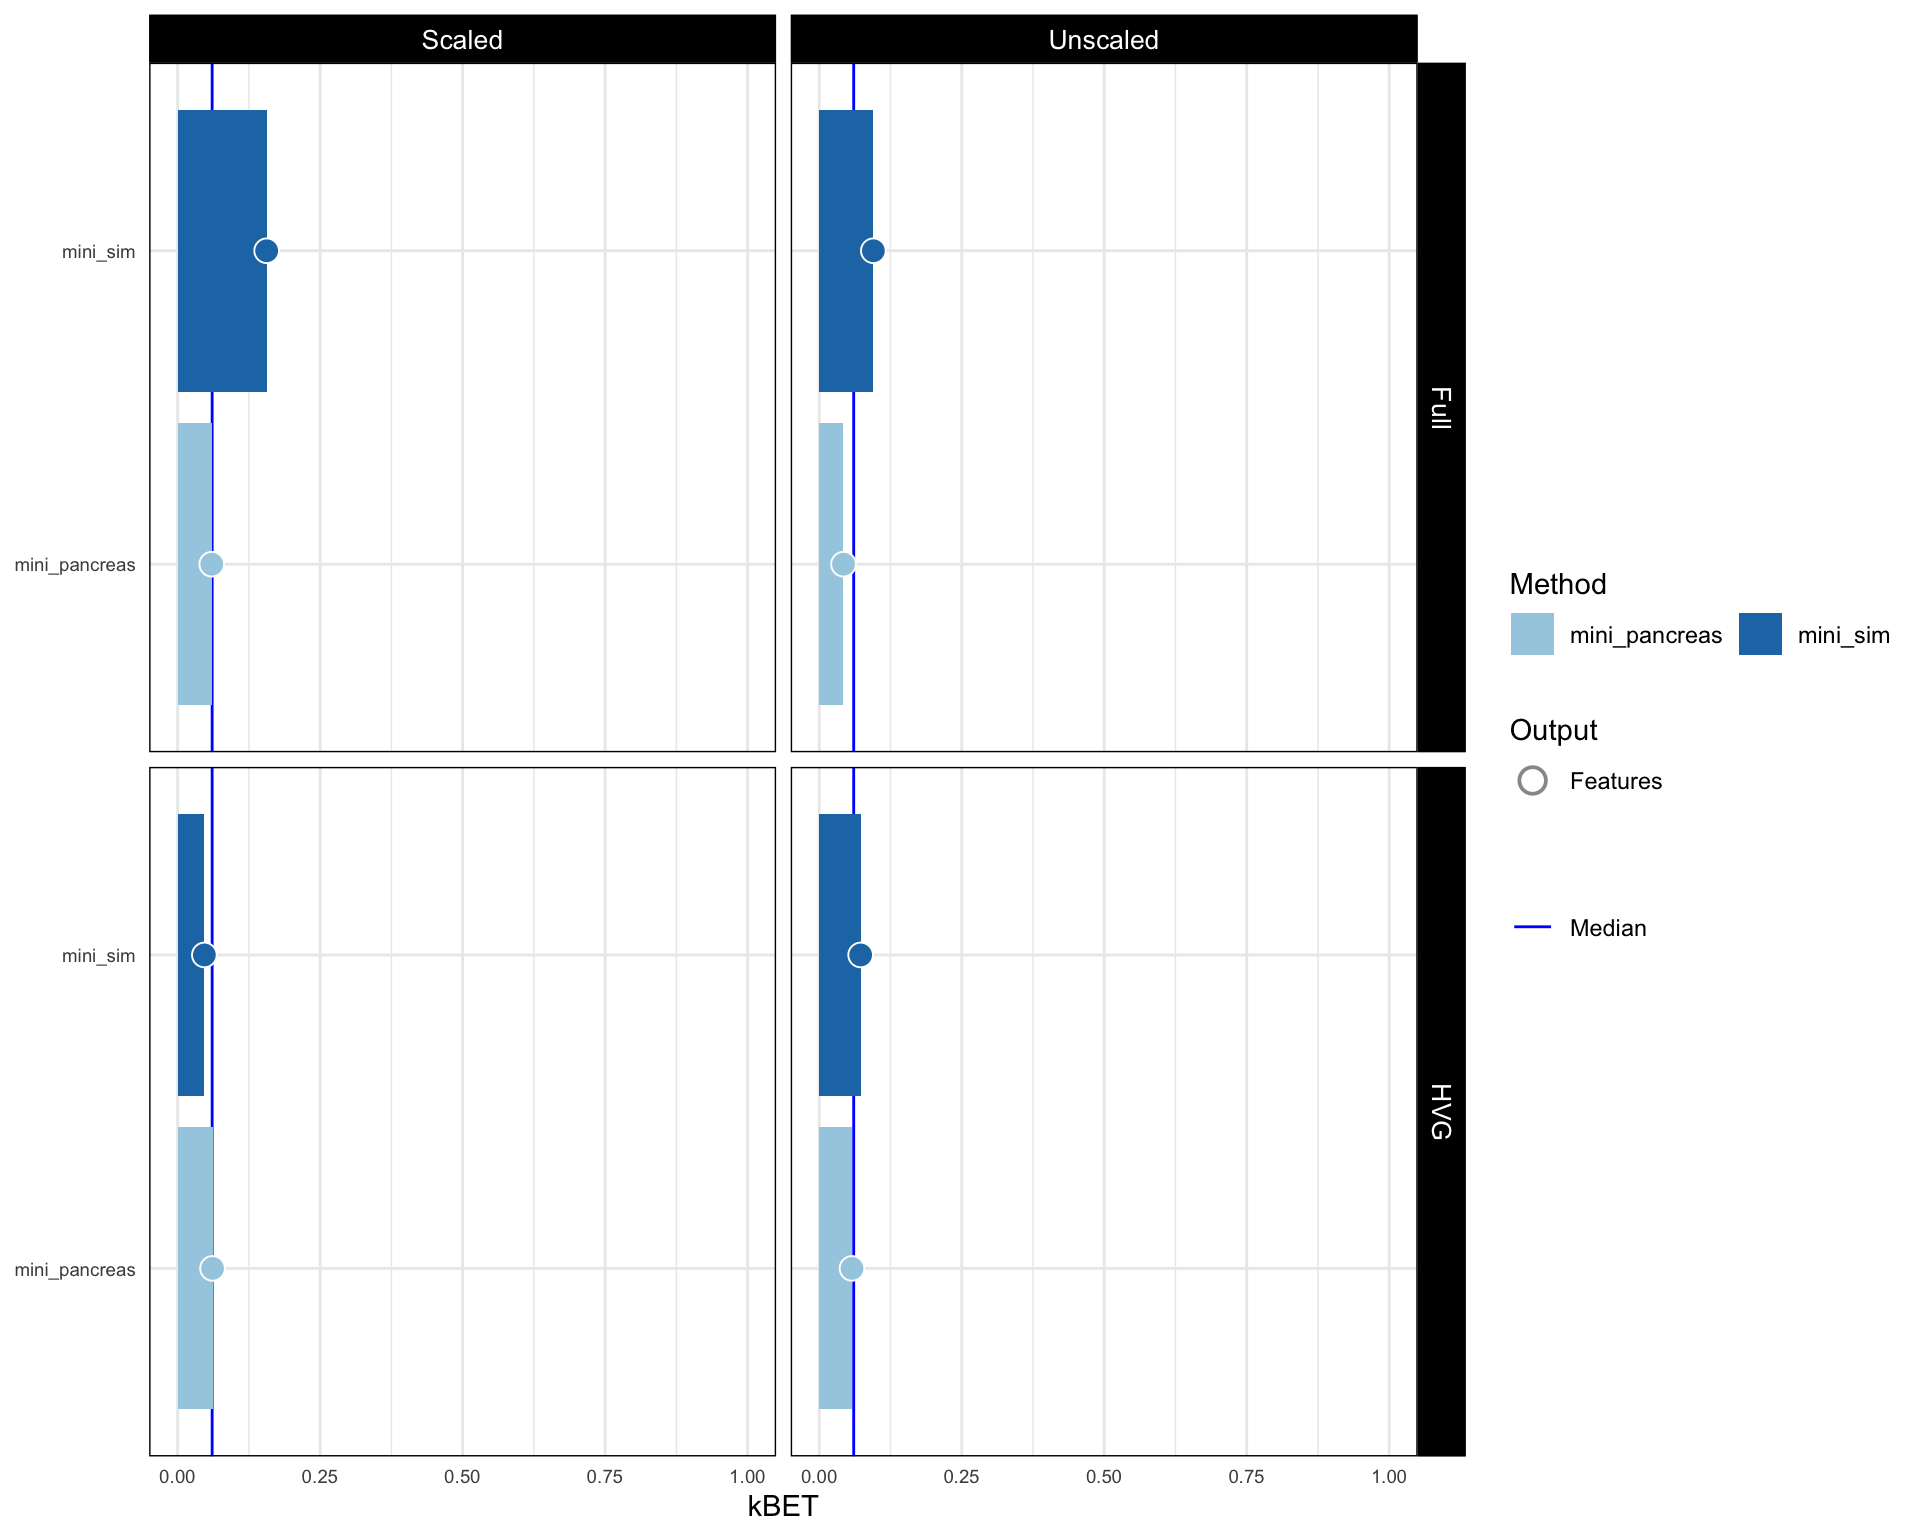 Scaled
Unscaled
Full
mini_sim
mini_pancreas
HVG
mini_sim
mini_pancreas
0.00 0.25 0.50 0.75 1.00
0.00 0.25 0.50 0.75 1.00
kBET
Method
mini_pancreas mini_sim
Output
Features
Median